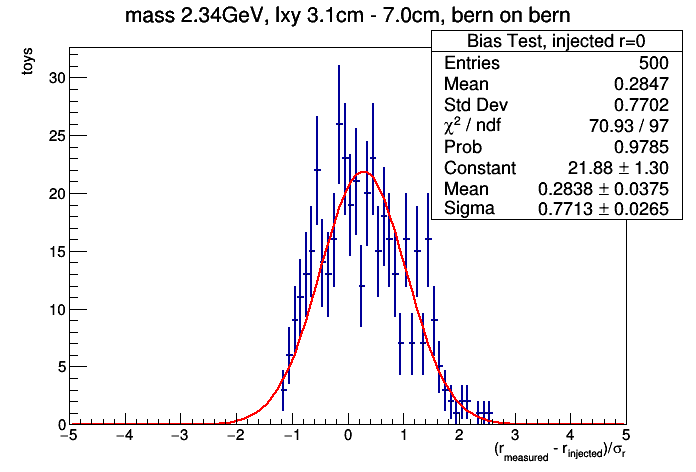 mass 2.34GeV, lxy 3.1cm - 7.0cm, bern on bern
Bias Test, injected r=0
Entries 500
Mean 0.2847
Std Dev 0.7702
χ² / ndf 70.93 / 97
Prob 0.9785
Constant 21.88 ± 1.30
Mean 0.2838 ± 0.0375
Sigma 0.7713 ± 0.0265
toys
30
25
20
15
10
5
0
−5 −4 −3 −2 −1 0 1 2 3 4 5
(r_measured - r_injected)/σ_r